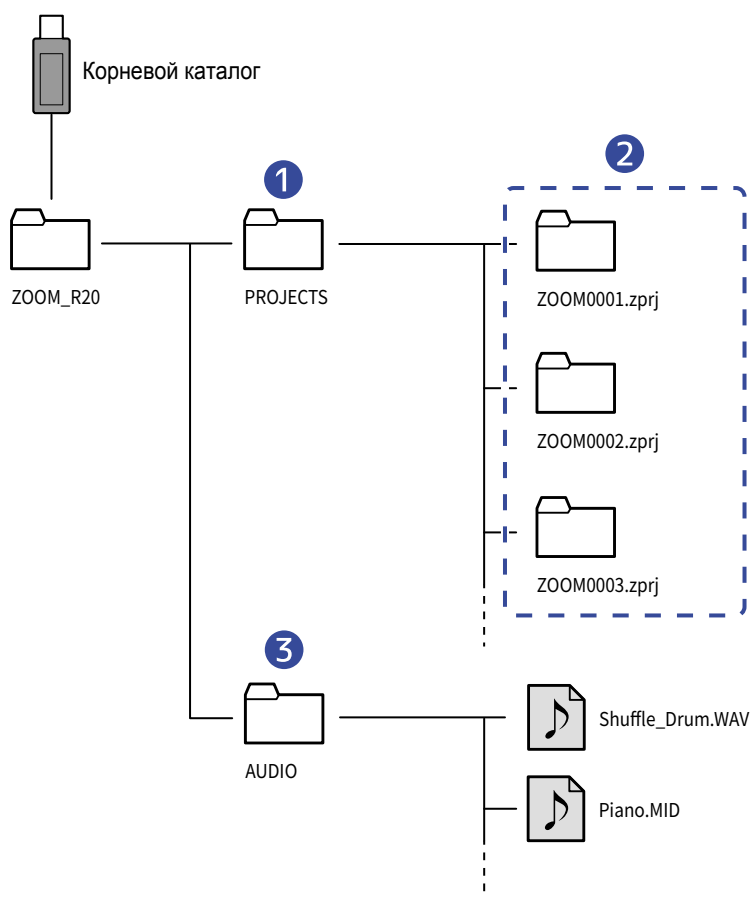 Корневой каталог
2
1
ZOOM_R20
PROJECTS
ZOOM0001.zprj
ZOOM0002.zprj
ZOOM0003.zprj
3
AUDIO
Shuffle_Drum.WAV
Piano.MID